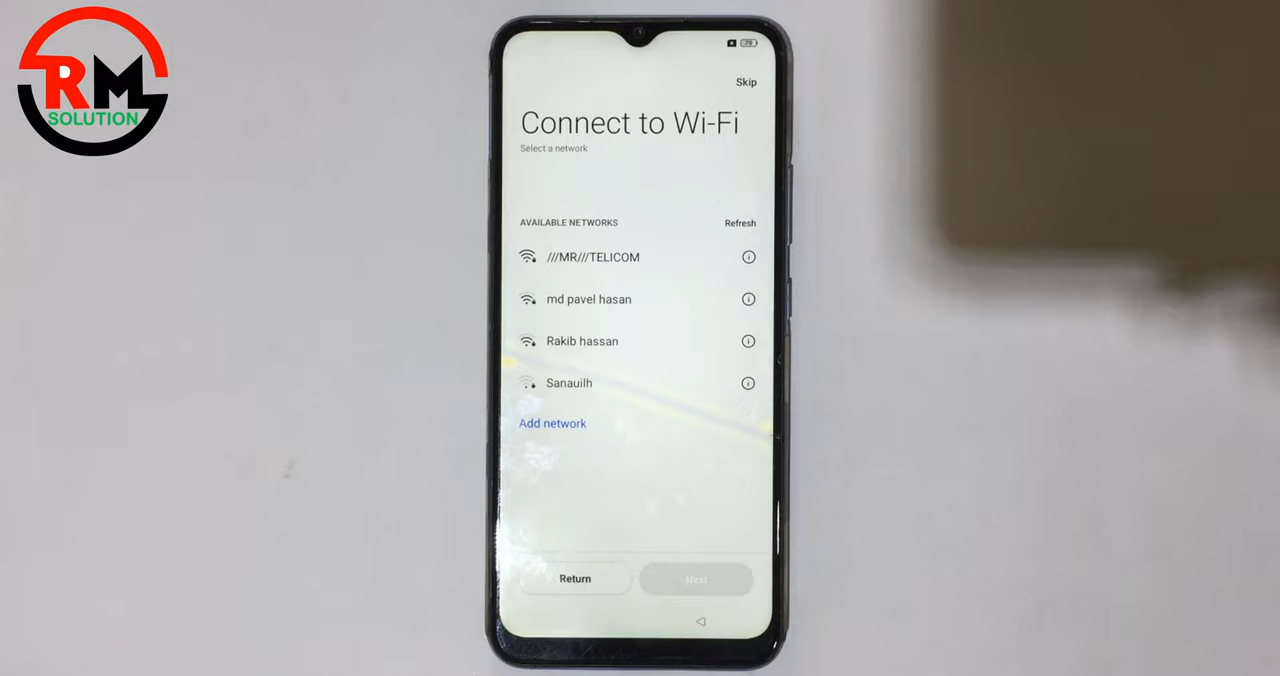 RM
SOLUTION
79
Skip
Connect to Wi-Fi
Select a network
AVAILABLE NETWORKS
Refresh
///MR///TELICOM
md pavel hasan
Rakib hassan
Sanauilh
Add network
Return
Next